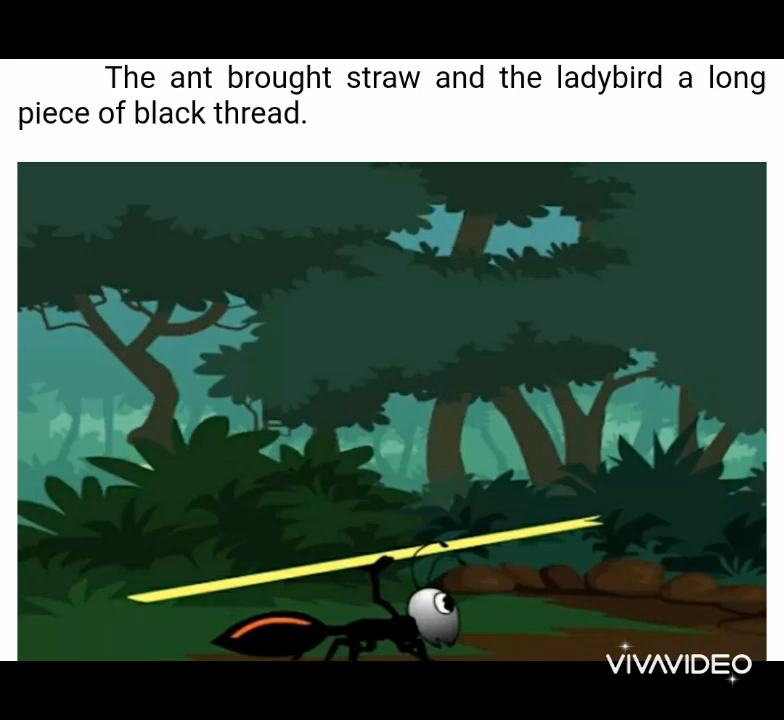 The ant brought straw and the ladybird a long
piece of black thread.
VIVAVIDEO